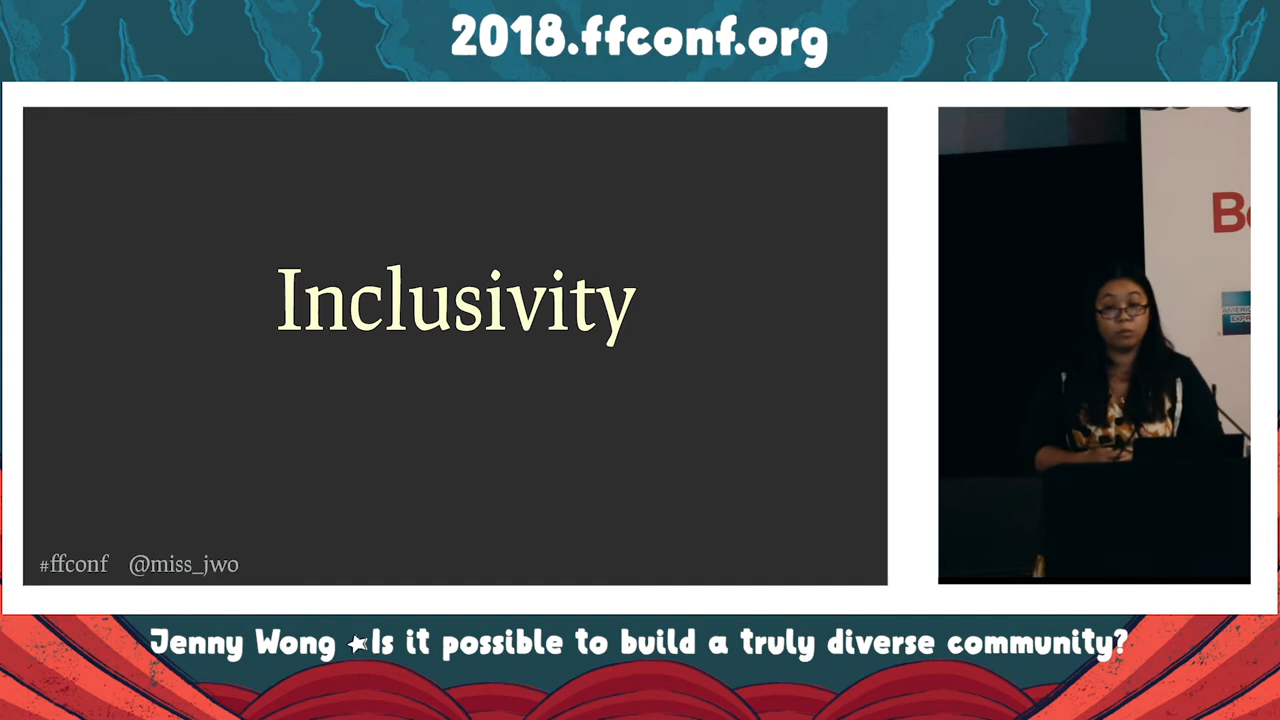 2018.ffconf.org
Inclusivity
#ffconf @miss_jwo
Jenny Wong ★ Is it possible to build a truly diverse community?